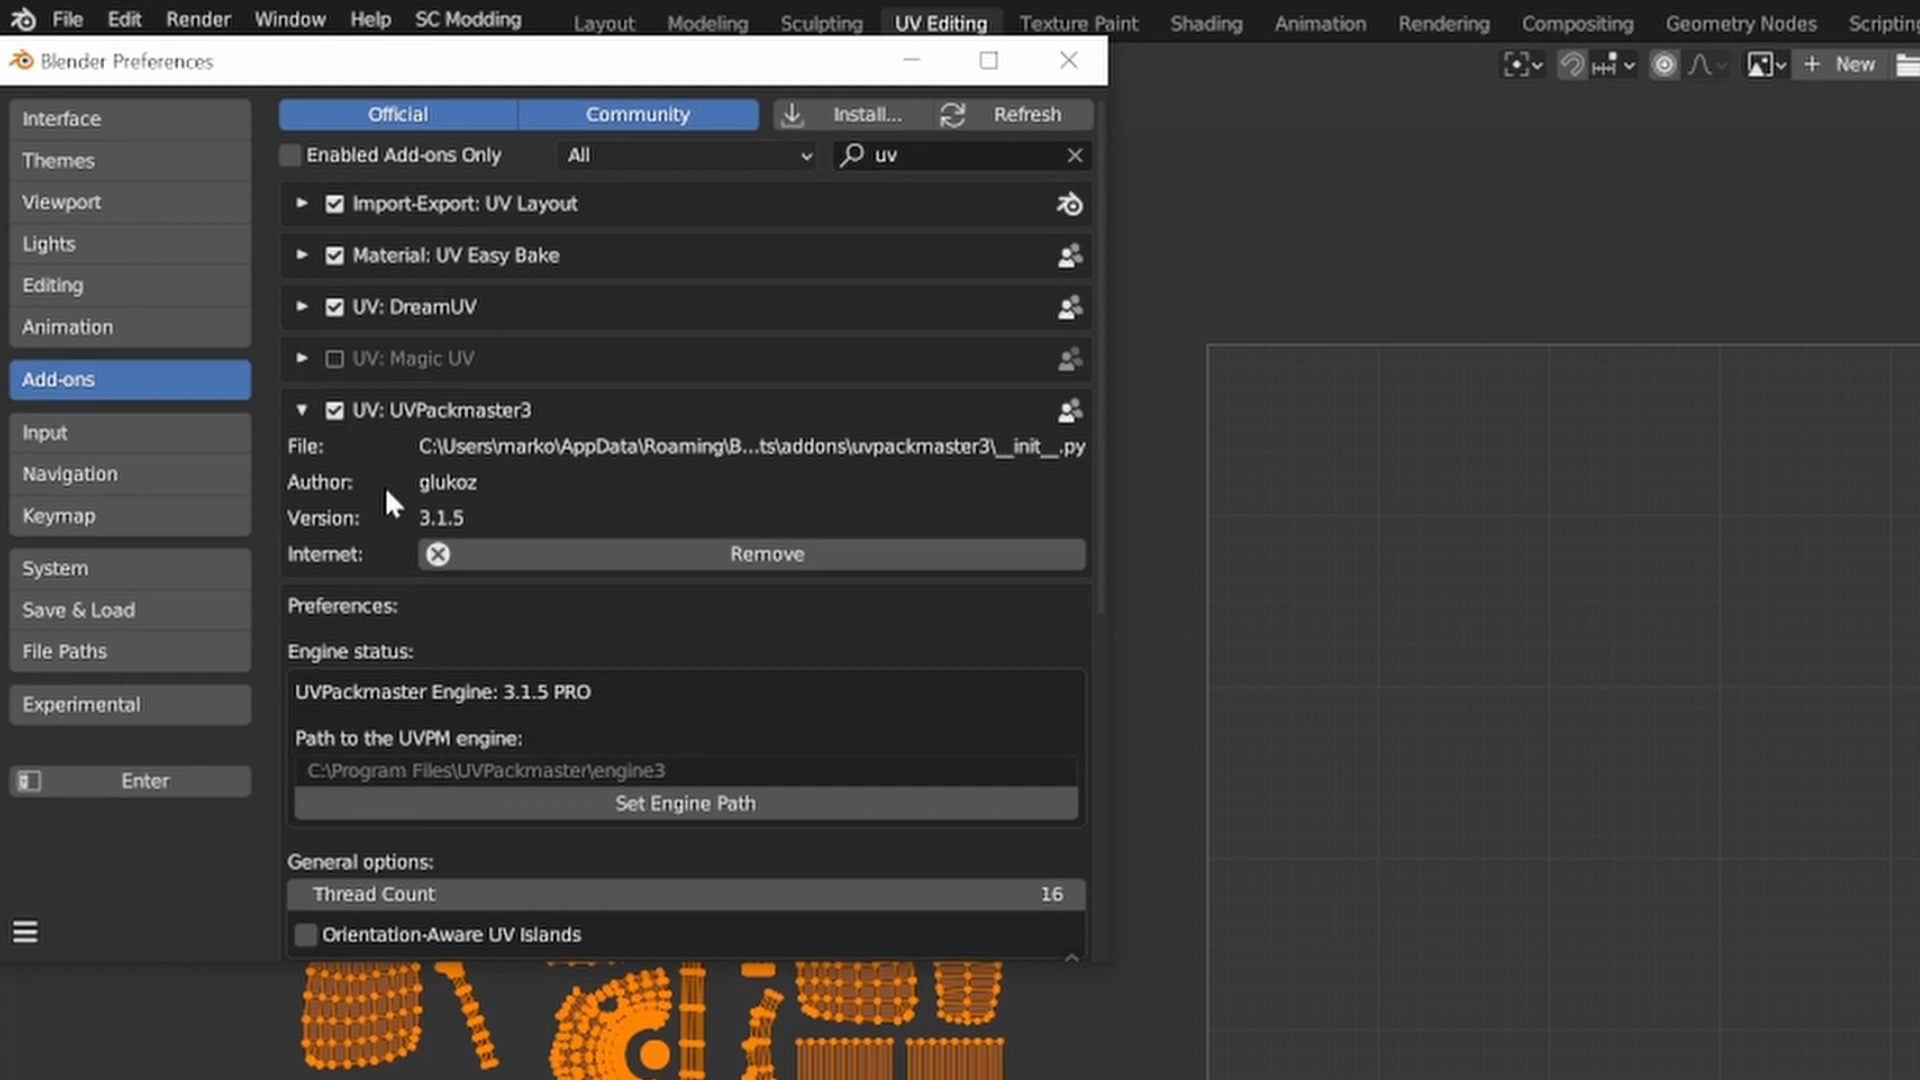 File Edit Render Window Help SC Modding Layout Modeling Sculpting UV Editing Texture Paint Shading Animation Rendering Compositing Geometry Nodes Scripting
Blender Preferences
New
Interface
Themes
Viewport
Lights
Editing
Animation
Add-ons
Input
Navigation
Keymap
System
Save & Load
File Paths
Experimental
Enter
Official Community Install... Refresh
Enabled Add-ons Only All uv
Import-Export: UV Layout
Material: UV Easy Bake
UV: DreamUV
UV: Magic UV
UV: UVPackmaster3
File: C:\Users\marko\AppData\Roaming\B...ts\addons\uvpackmaster3\__init__.py
Author: glukoz
Version: 3.1.5
Internet: Remove
Preferences:
Engine status:
UVPackmaster Engine: 3.1.5 PRO
Path to the UVPM engine:
C:\Program Files\UVPackmaster\engine3
Set Engine Path
General options:
Thread Count 16
Orientation-Aware UV Islands